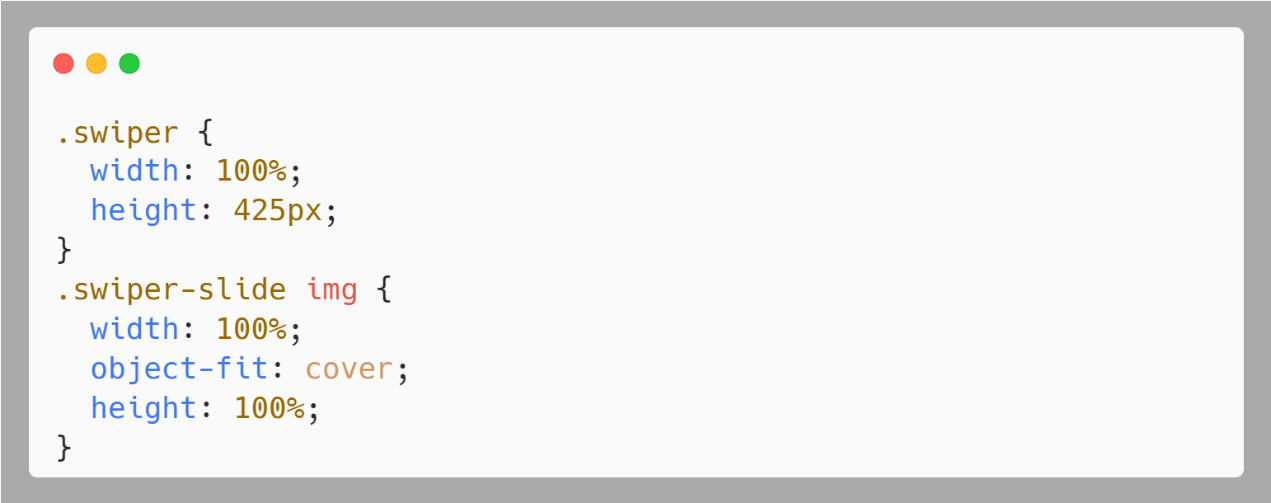 .swiper {
  width: 100%;
  height: 425px;
}
.swiper-slide img {
  width: 100%;
  object-fit: cover;
  height: 100%;
}